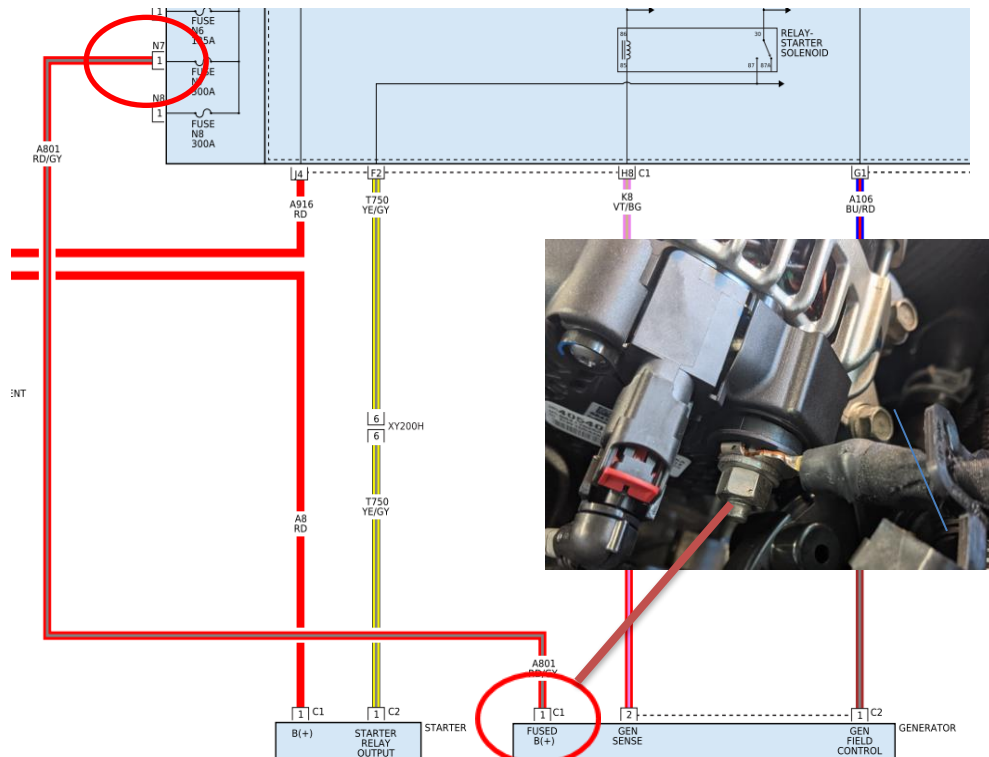 1
FUSE
N6
N7
1
FUSE
300A
N8
1
FUSE
N8
300A
86
85
30
87
87A
RELAY-
STARTER
SOLENOID
A801
RD/GY
J4
F2
H8
C1
G1
A916
RD
T750
YE/GY
K8
VT/BG
A106
BU/RD
ENT
6
XY200H
6
A8
RD
T750
YE/GY
40540
A801
RD/GY
1
C1
1
C2
STARTER
1
C1
2
1
C2
GENERATOR
B(+)
STARTER
RELAY
OUTPUT
FUSED
B(+)
GEN
SENSE
GEN
FIELD
CONTROL